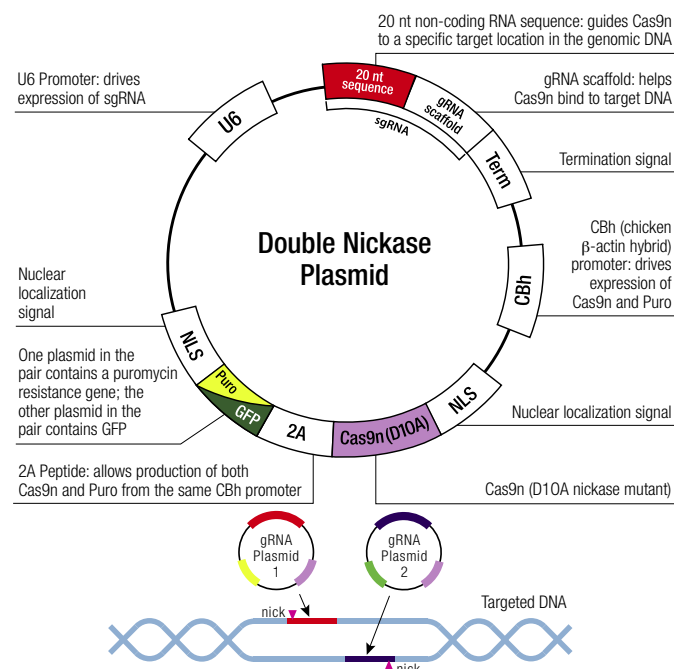 20 nt non-coding RNA sequence: guides Cas9n
to a specific target location in the genomic DNA
U6 Promoter: drives
expression of sgRNA
gRNA scaffold: helps
Cas9n bind to target DNA
20 nt
sequence
gRNA
scaffold
sgRNA
U6
Term
Termination signal
Double Nickase
Plasmid
CBh (chicken
β-actin hybrid)
promoter: drives
expression of
Cas9n and Puro
CBh
Nuclear
localization
signal
NLS
One plasmid in the
pair contains a puromycin
resistance gene; the
other plasmid in the
pair contains GFP
Puro
GFP
2A
Cas9n (D10A)
NLS
Nuclear localization signal
2A Peptide: allows production of both
Cas9n and Puro from the same CBh promoter
Cas9n (D10A nickase mutant)
gRNA
Plasmid
1
gRNA
Plasmid
2
Targeted DNA
nick
nick